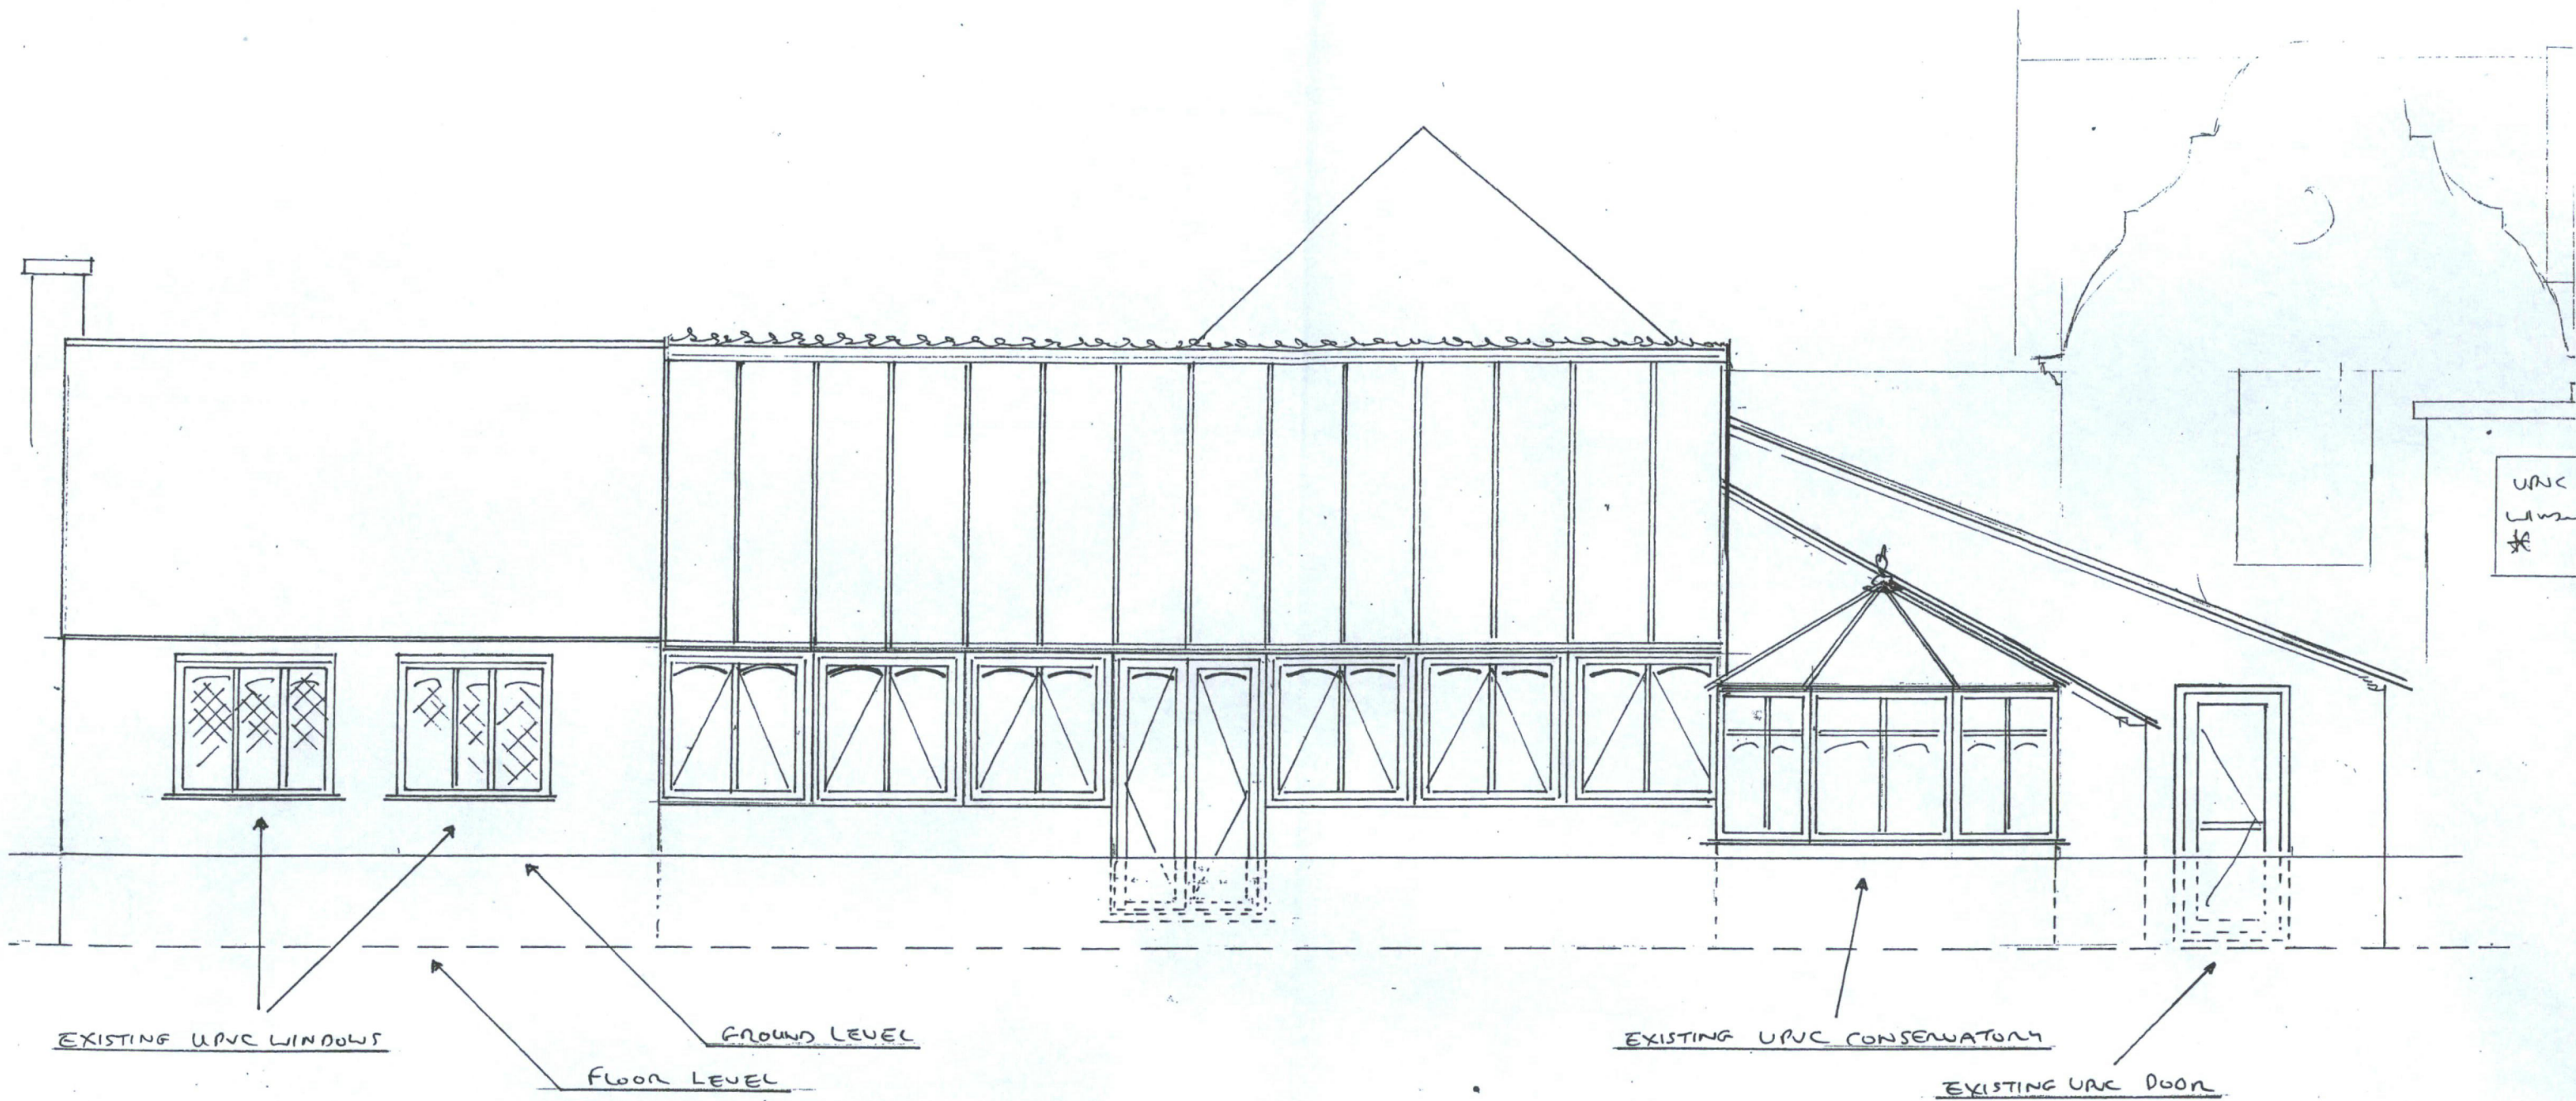 UPVC
EXISTING UPVC WINDOWS
GROUND LEVEL
FLOOR LEVEL
EXISTING UPVC CONSERVATORY
EXISTING UPVC DOOR